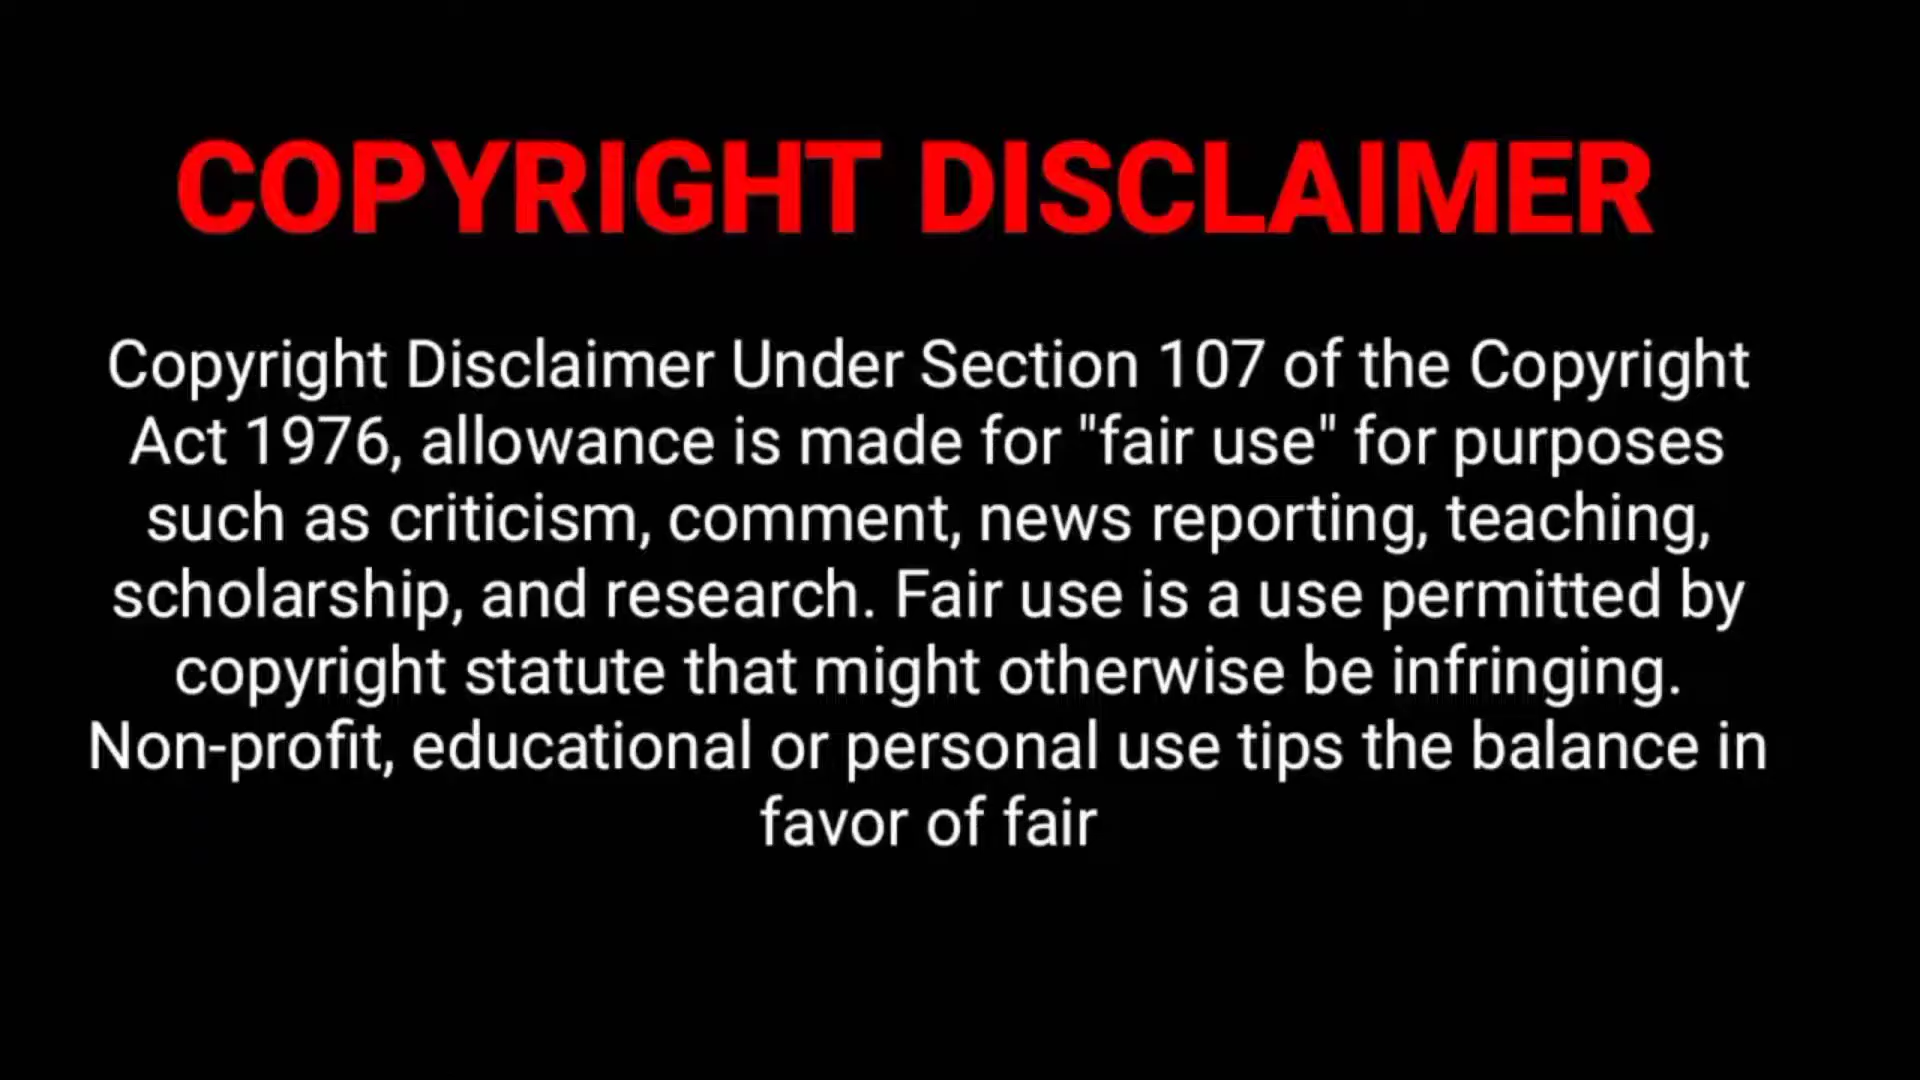 COPYRIGHT DISCLAIMER
Copyright Disclaimer Under Section 107 of the Copyright
Act 1976, allowance is made for "fair use" for purposes
such as criticism, comment, news reporting, teaching,
scholarship, and research. Fair use is a use permitted by
copyright statute that might otherwise be infringing.
Non-profit, educational or personal use tips the balance in
favor of fair